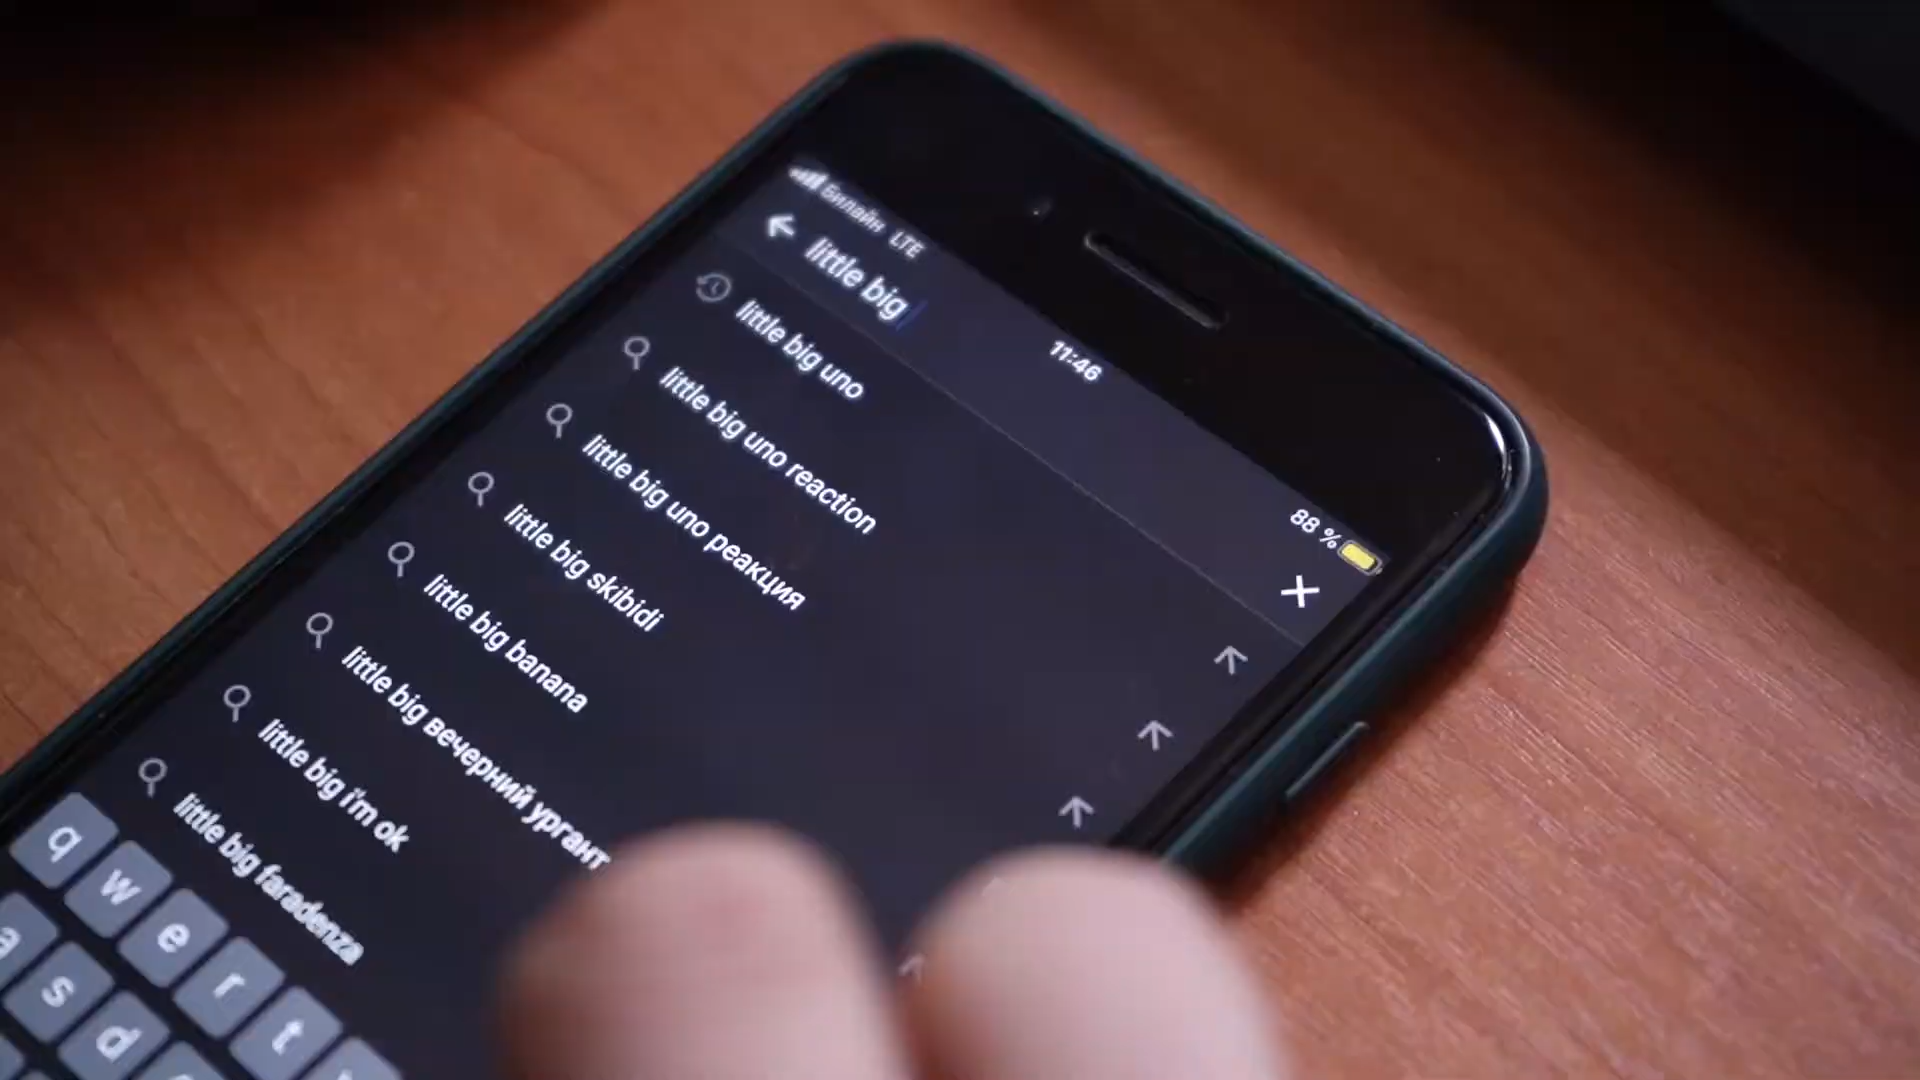 Билайн LTE
11:46
88 %
little big
little big uno
little big uno reaction
little big uno реакция
little big skibidi
little big banana
little big вечерний ургант
little big i'm ok
little big faradenza
q w e r t
a s d